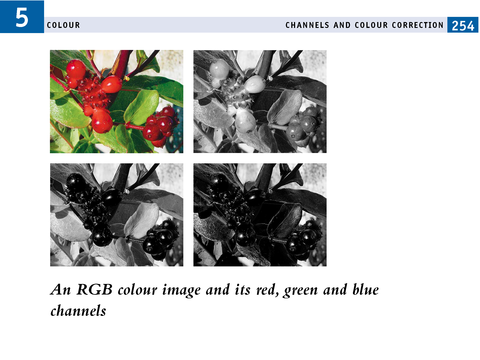 5
COLOUR
CHANNELS AND COLOUR CORRECTION 254
An RGB colour image and its red, green and blue
channels